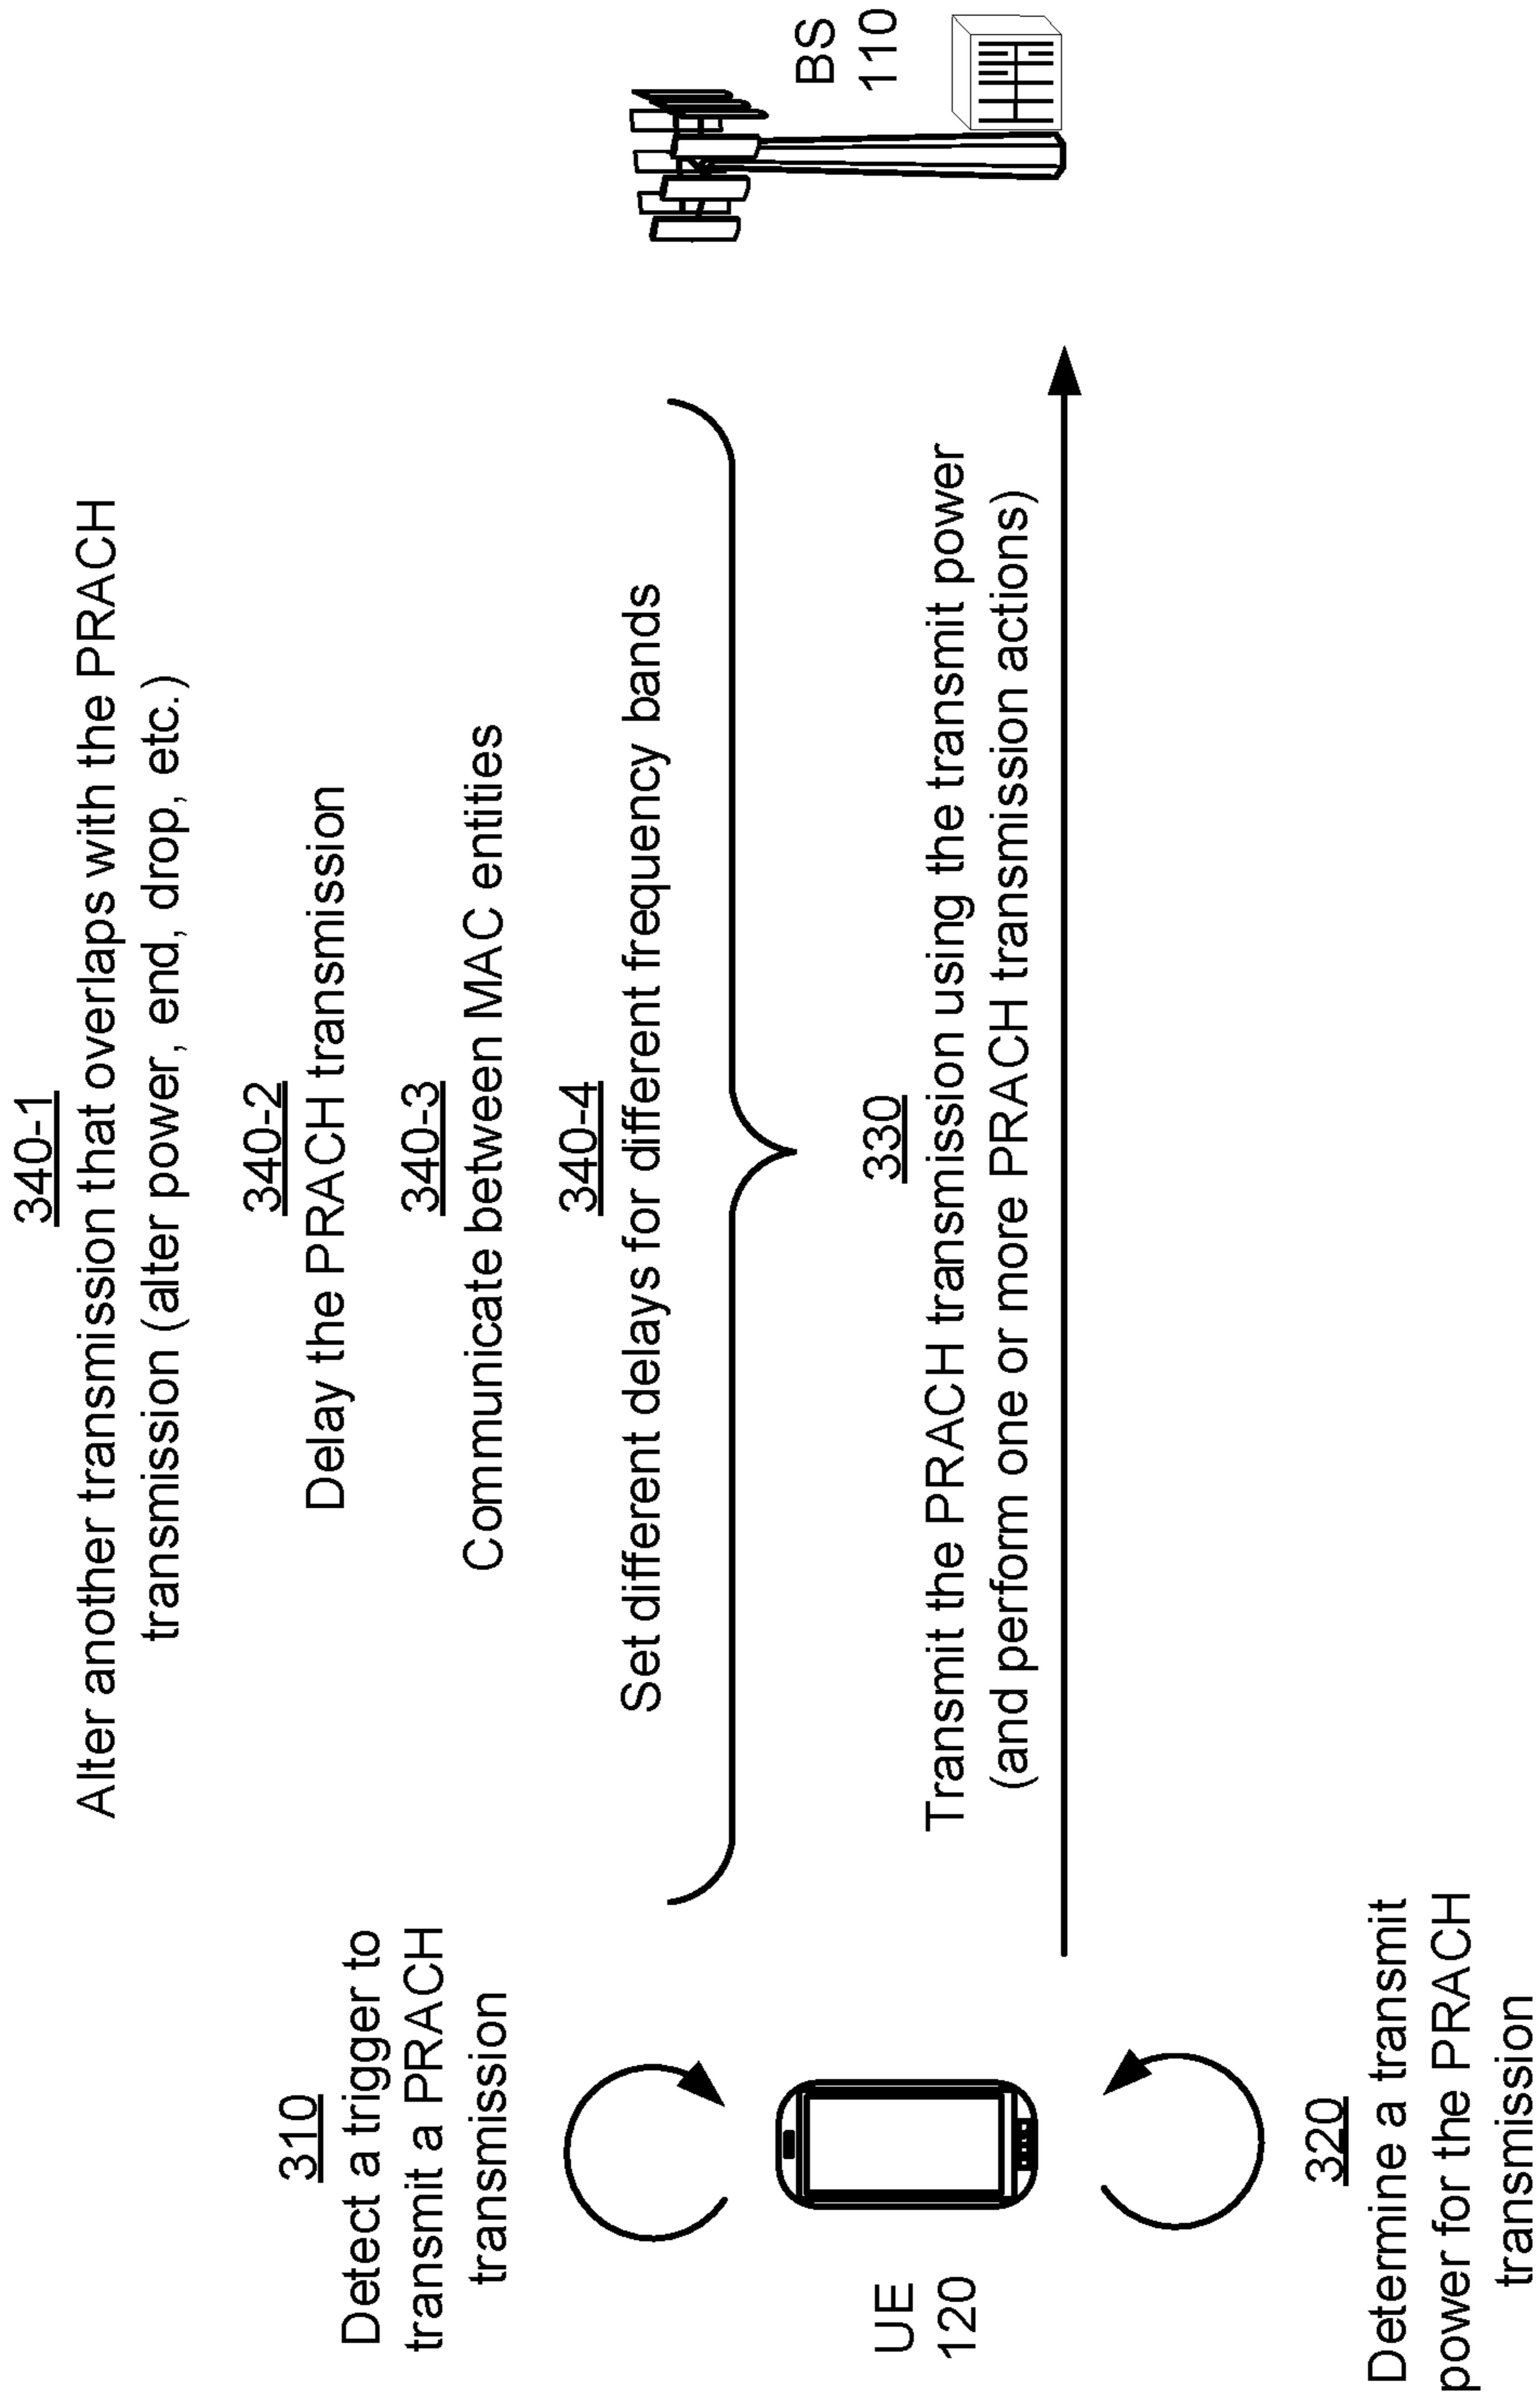 340-1
Alter another transmission that overlaps with the PRACH
transmission (alter power, end, drop, etc.)
340-2
Delay the PRACH transmission
340-3
Communicate between MAC entities
340-4
Set different delays for different frequency bands
310
Detect a trigger to
transmit a PRACH
transmission
330
Transmit the PRACH transmission using the transmit power
(and perform one or more PRACH transmission actions)
UE
120
BS
110
320
Determine a transmit
power for the PRACH
transmission